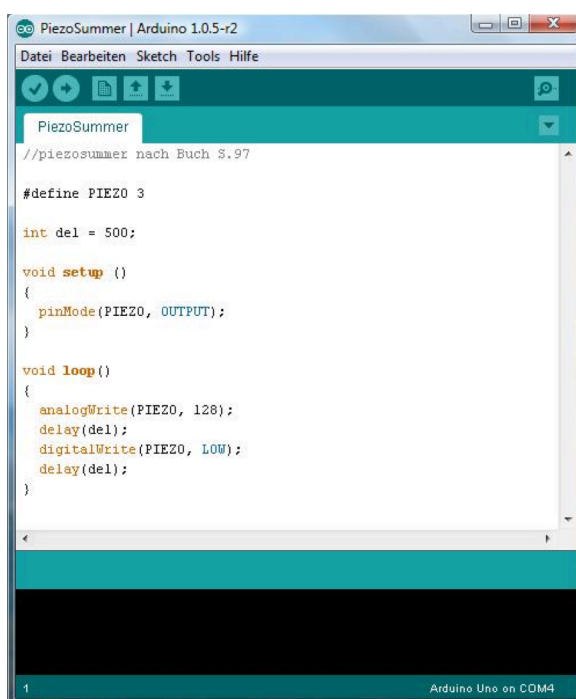 PiezoSummer | Arduino 1.0.5-r2
Datei Bearbeiten Sketch Tools Hilfe
PiezoSummer
//piezosummer nach Buch S.97
#define PIEZO 3
int del = 500;
void setup ()
{
pinMode(PIEZO, OUTPUT);
}
void loop()
{
analogWrite(PIEZO, 128);
delay(del);
digitalWrite(PIEZO, LOW);
delay(del);
}
1 Arduino Uno on COM4